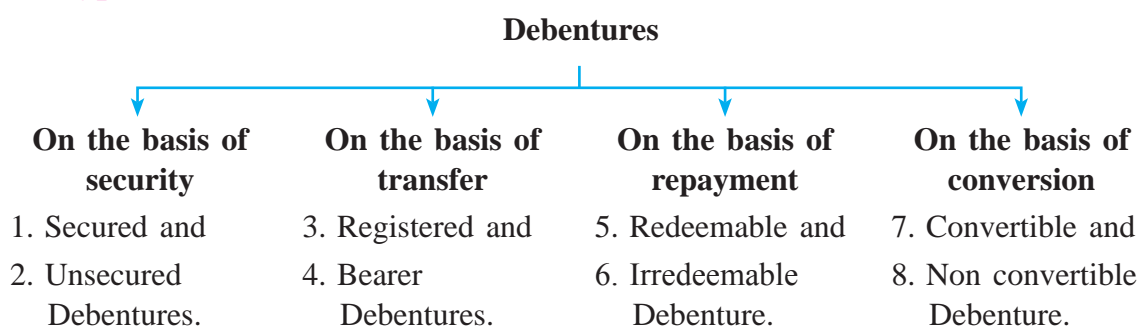 Debentures
On the basis of
security
1. Secured and
2. Unsecured
Debentures.
On the basis of
transfer
3. Registered and
4. Bearer
Debentures.
On the basis of
repayment
5. Redeemable and
6. Irredeemable
Debenture.
On the basis of
conversion
7. Convertible and
8. Non convertible
Debenture.